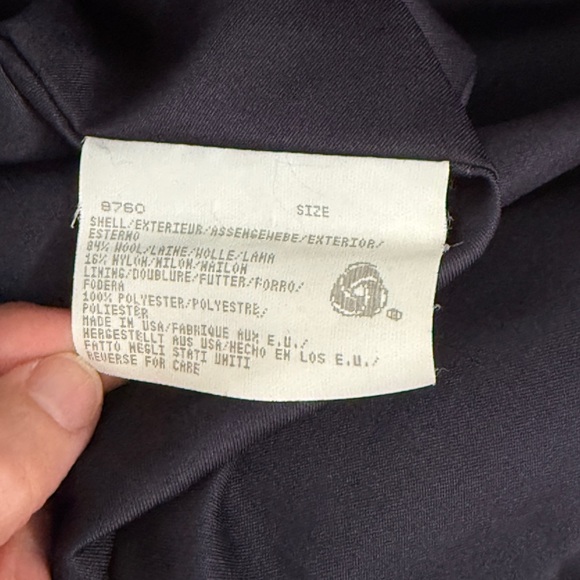 9760 SIZE
SHELL/EXTERIEUR/ASSENGEWEBE/EXTERIOR/
ESTERNO
84% WOOL/LAINE/WOLLE/LANA
16% NYLON/NILON/NAILON
LINING/DOUBLURE/FUTTER/FORRO/
FODERA
100% POLYESTER/POLYESTRE/
POLIESTER
MADE IN USA/FABRIQUE AUX E.U./
HERGESTELLT AUS USA/HECHO EN LOS E.U./
FATTO NEGLI STATI UNITI
REVERSE FOR CARE